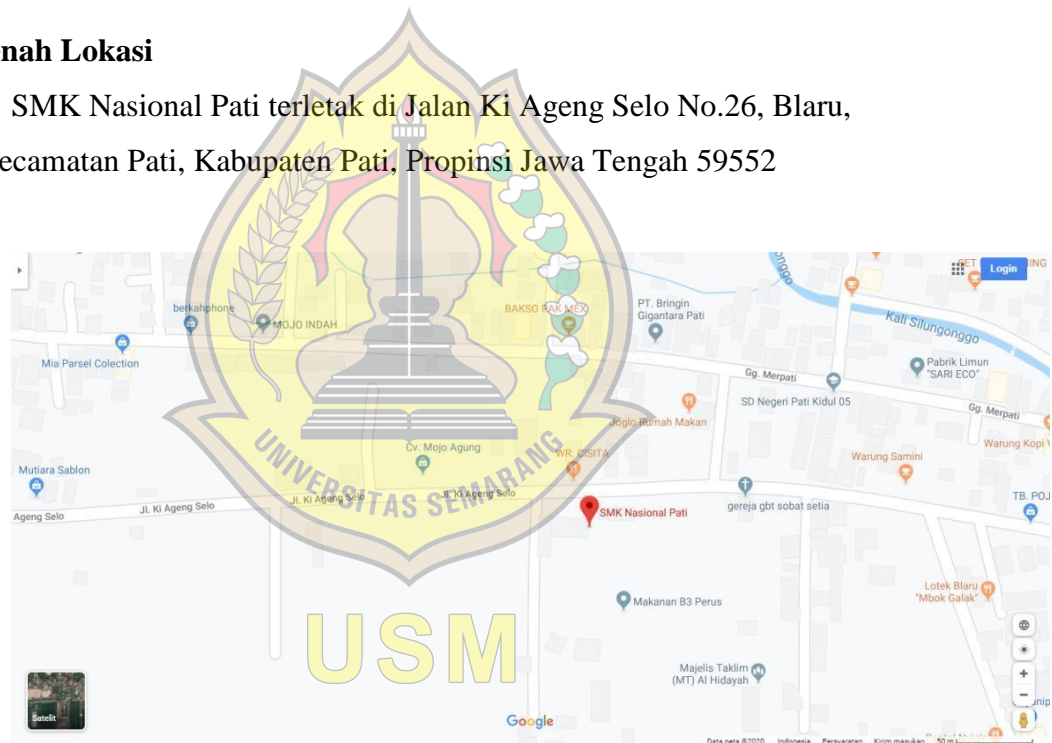 enah Lokasi
SMK Nasional Pati terletak di Jalan Ki Ageng Selo No.26, Blaru,
ecamatan Pati, Kabupaten Pati, Propinsi Jawa Tengah 59552
Login
berkahphone
MOJO INDAH
BAKSO PAK MEX
PT. Bringin
Gigantara Pati
Kali Silungonggo
Mia Parsel Colection
Pabrik Limun
"SARI ECO"
Gg. Merpati
SD Negeri Pati Kidul 05
Gg. Merpati
Joglo Rumah Makan
Warung Kopi
Cv. Mojo Agung
WR. CISITA
Warung Samini
Mutiara Sablon
UNIVERSITAS SEMARANG
Ageng Selo
Jl. Ki Ageng Selo
Jl. Ki Ageng Selo
Jl. Ki Ageng Selo
gereja gbt sobat setia
TB. POJ
SMK Nasional Pati
Makanan B3 Perus
Lotek Blaru
"Mbok Galak"
USM
Majelis Taklim
(MT) Al Hidayah
Satelit
Google
Data peta ©2020 Indonesia Persyaratan Kirim masukan 50 m